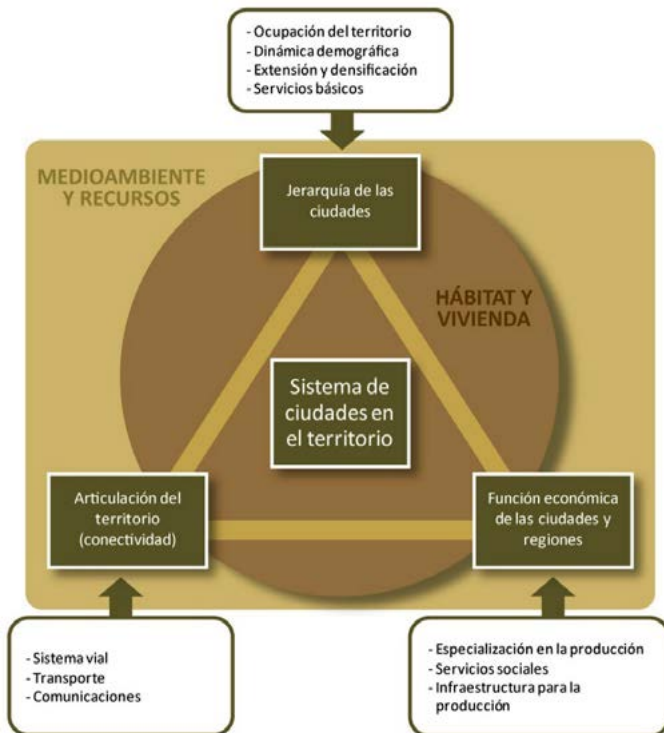 - Ocupación del territorio
- Dinámica demográfica
- Extensión y densificación
- Servicios básicos
MEDIOAMBIENTE
Y RECURSOS
Jerarquía de las
ciudades
HÁBITAT Y
VIVIENDA
Sistema de
ciudades en
el territorio
Articulación del
territorio
(conectividad)
Función económica
de las ciudades y
regiones
- Sistema vial
- Transporte
- Comunicaciones
- Especialización en la producción
- Servicios sociales
- Infraestructura para la
producción